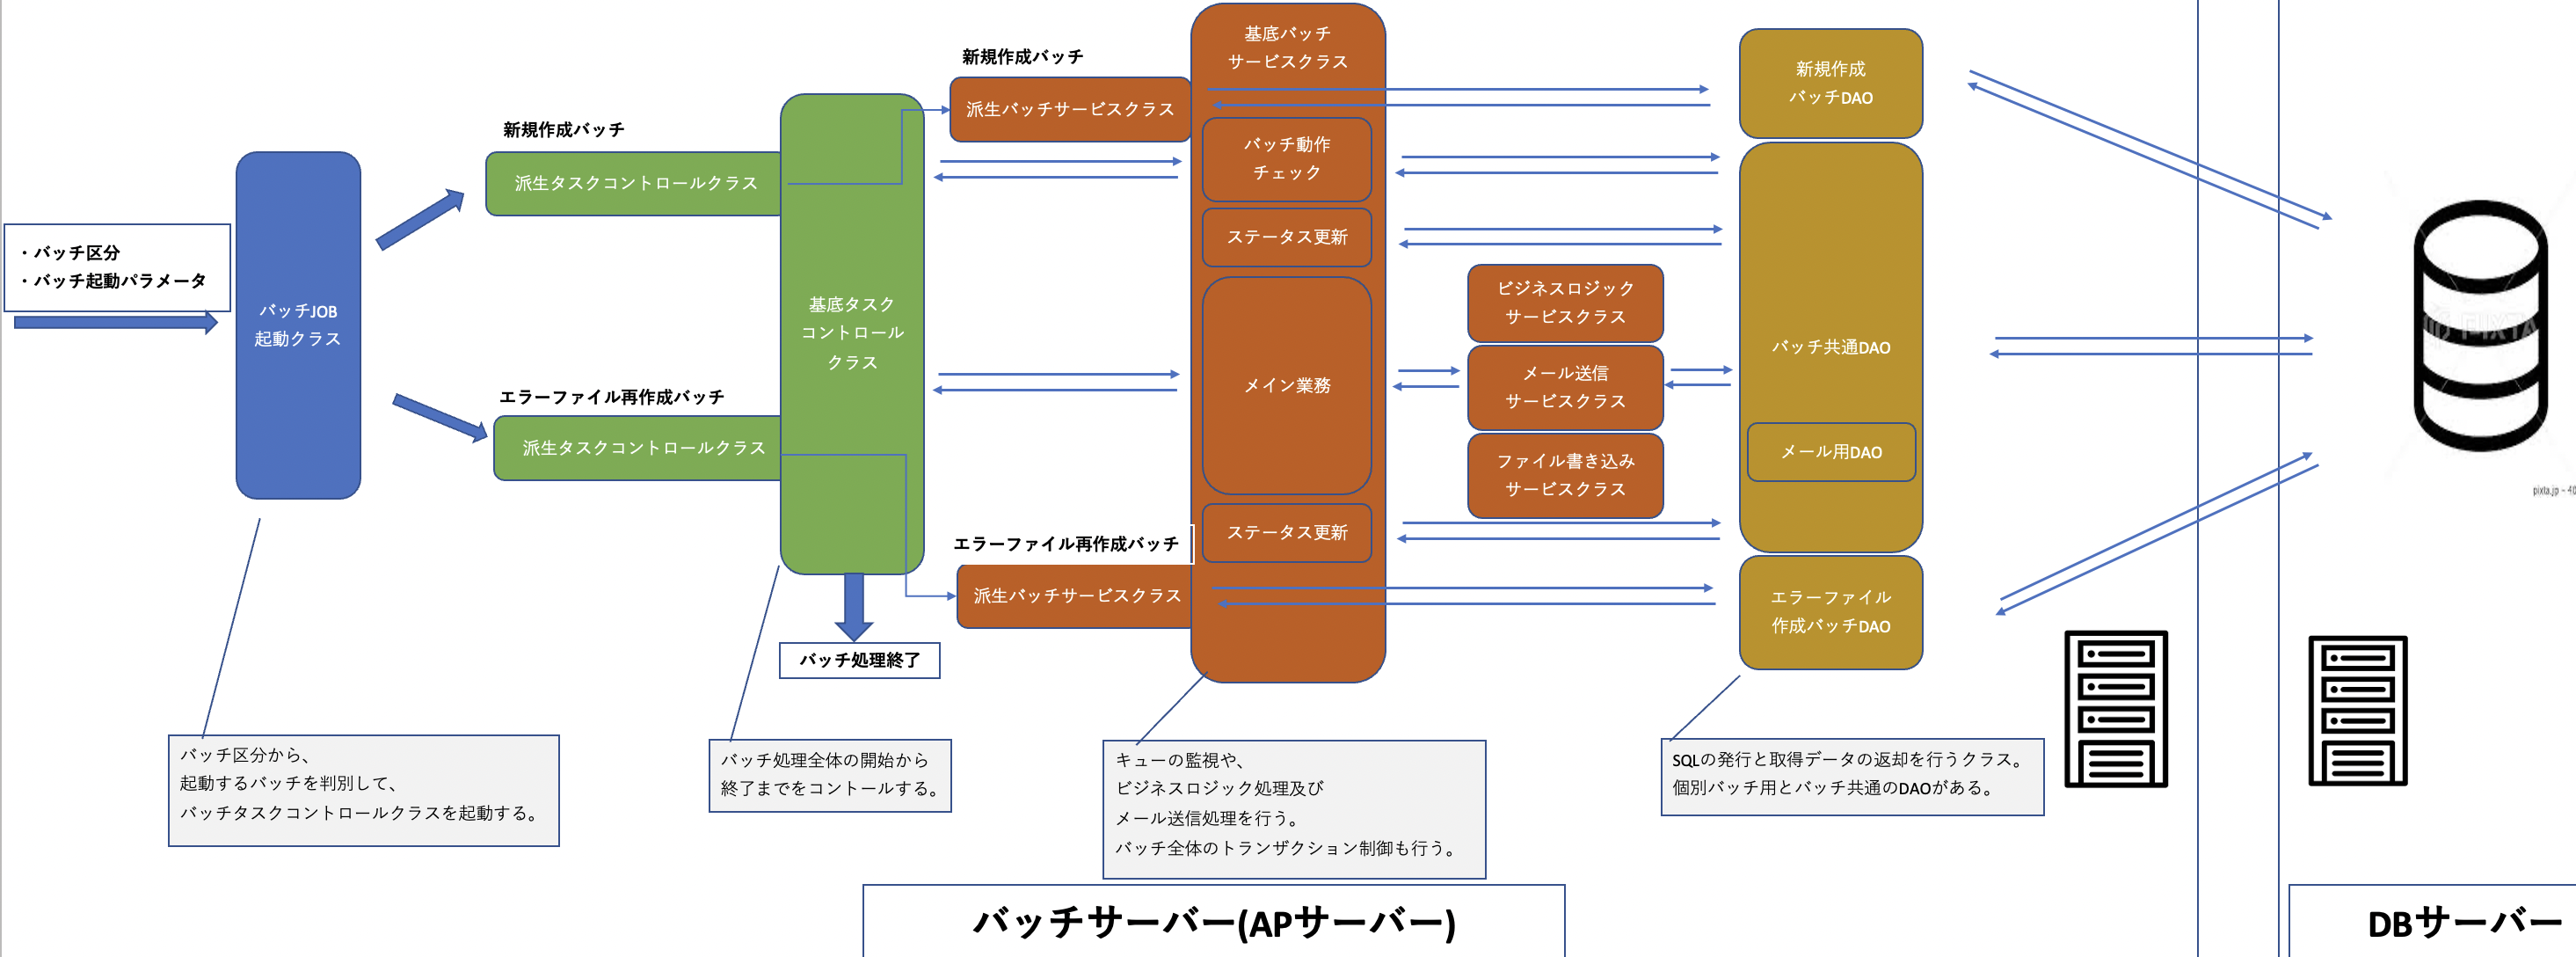 ・バッチ区分
・バッチ起動パラメータ
バッチJOB
起動クラス
新規作成バッチ
派生タスクコントロールクラス
エラーファイル再作成バッチ
派生タスクコントロールクラス
基底タスク
コントロール
クラス
バッチ処理終了
新規作成バッチ
派生バッチサービスクラス
エラーファイル再作成バッチ
派生バッチサービスクラス
基底バッチ
サービスクラス
バッチ動作
チェック
ステータス更新
メイン業務
ステータス更新
ビジネスロジック
サービスクラス
メール送信
サービスクラス
ファイル書き込み
サービスクラス
新規作成
バッチDAO
バッチ共通DAO
メール用DAO
エラーファイル
作成バッチDAO
PIXTA
pixta.jp - 40
バッチ区分から、
起動するバッチを判別して、
バッチタスクコントロールクラスを起動する。
バッチ処理全体の開始から
終了までをコントールする。
キューの監視や、
ビジネスロジック処理及び
メール送信処理を行う。
バッチ全体のトランザクション制御も行う。
SQLの発行と取得データの返却を行うクラス。
個別バッチ用とバッチ共通のDAOがある。
バッチサーバー(APサーバー)
DBサーバー